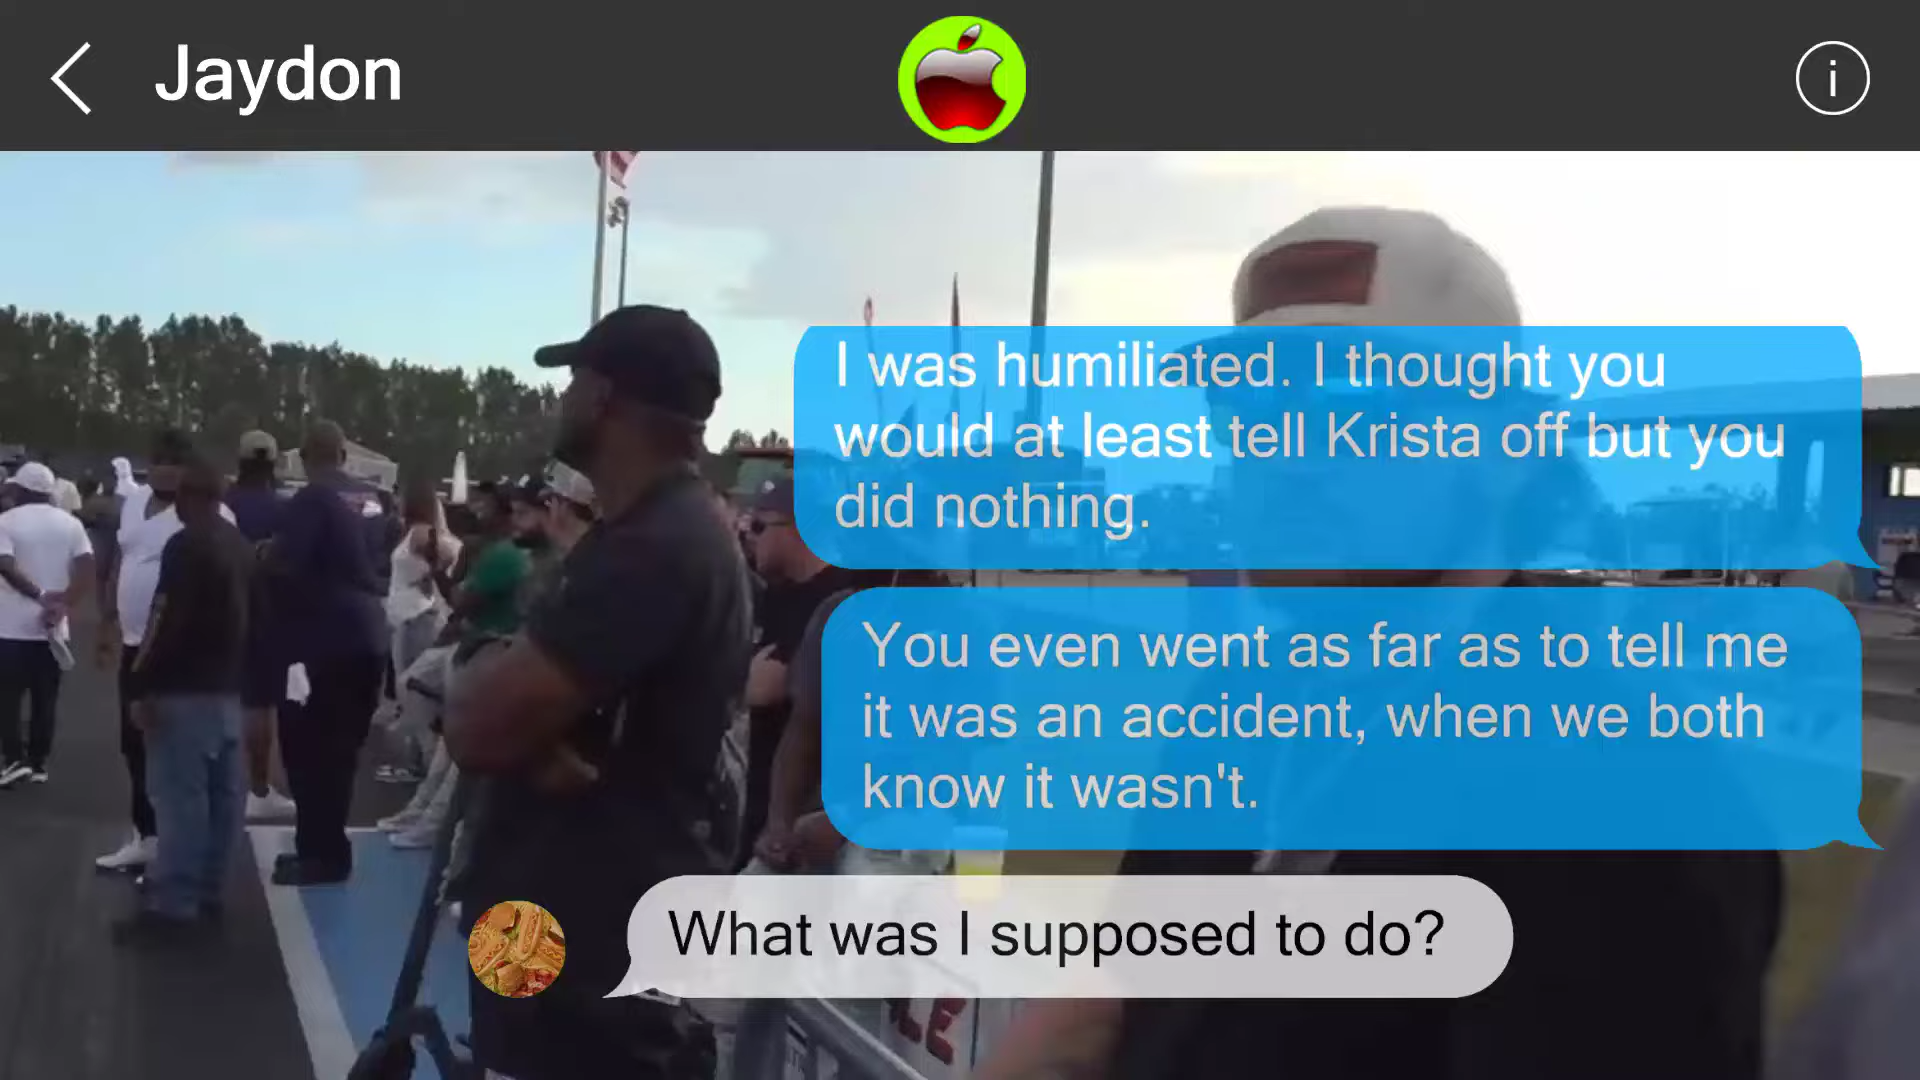 Jaydon
I was humiliated. I thought you
would at least tell Krista off but you
did nothing.
You even went as far as to tell me
it was an accident, when we both
know it wasn't.
What was I supposed to do?
LE